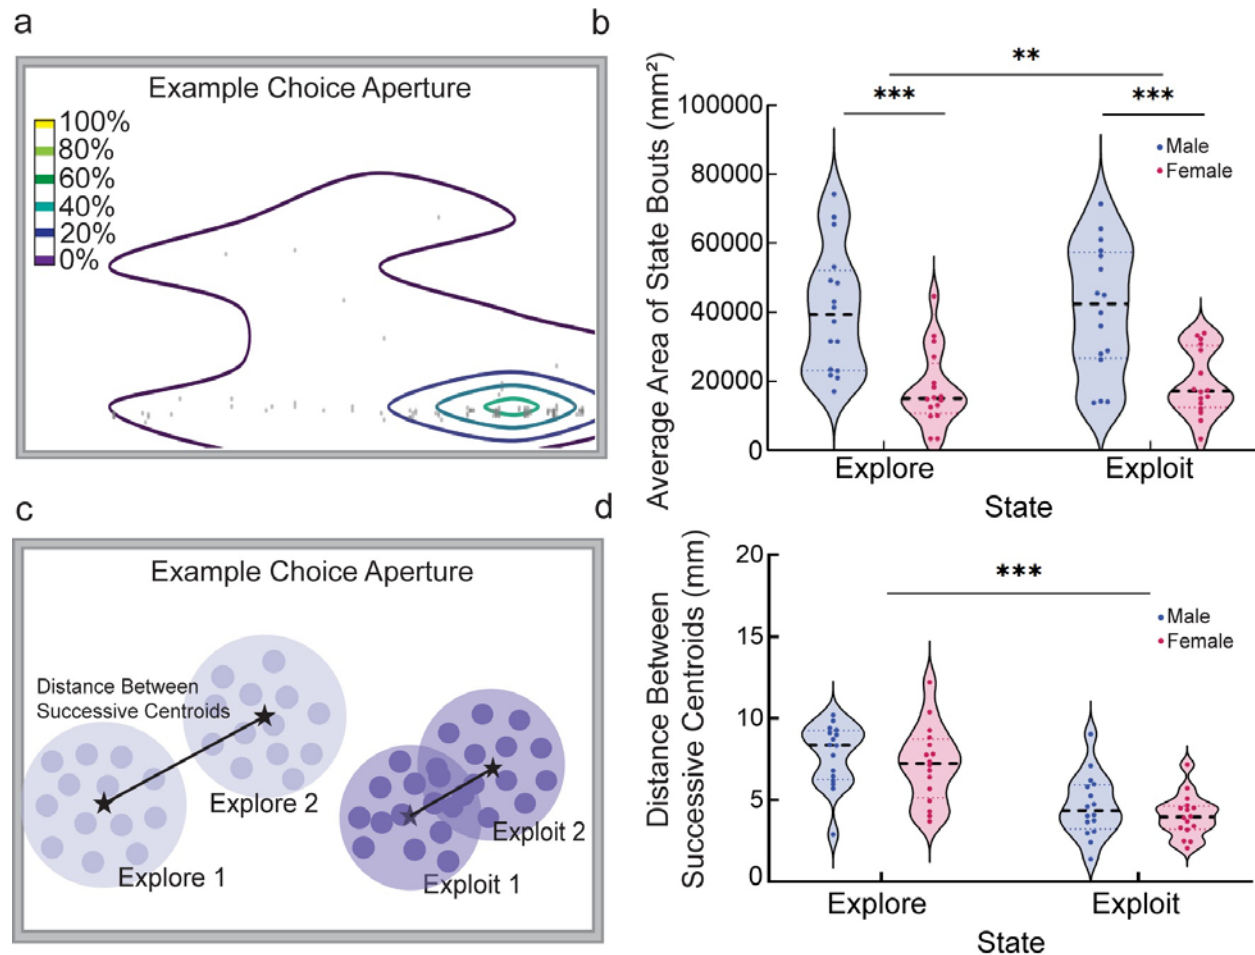 a
Example Choice Aperture
100%
80%
60%
40%
20%
0%
b
**
***
***
Average Area of State Bouts (mm²)
100000
80000
60000
40000
20000
0
Male
Female
Explore
Exploit
State
c
Example Choice Aperture
Distance Between
Successive Centroids
Explore 1
Explore 2
Exploit 1
Exploit 2
d
***
Distance Between
Successive Centroids (mm)
20
15
10
5
0
Male
Female
Explore
Exploit
State